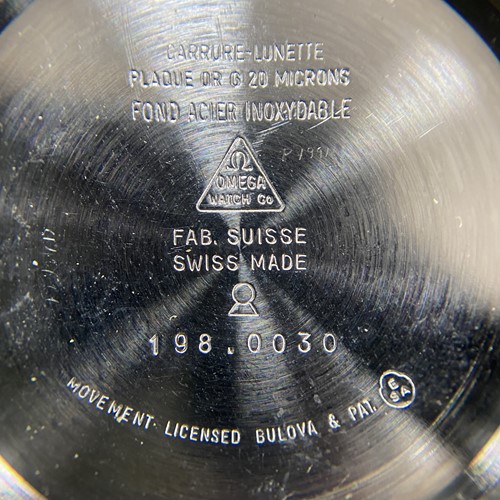 CARRURE-LUNETTE
PLAQUE OR G 20 MICRONS
FOND ACIER INOXYDABLE
Ω
OMEGA
WATCH Co
FAB. SUISSE
SWISS MADE
198.0030
MOVEMENT LICENSED BULOVA & PAT. ESA